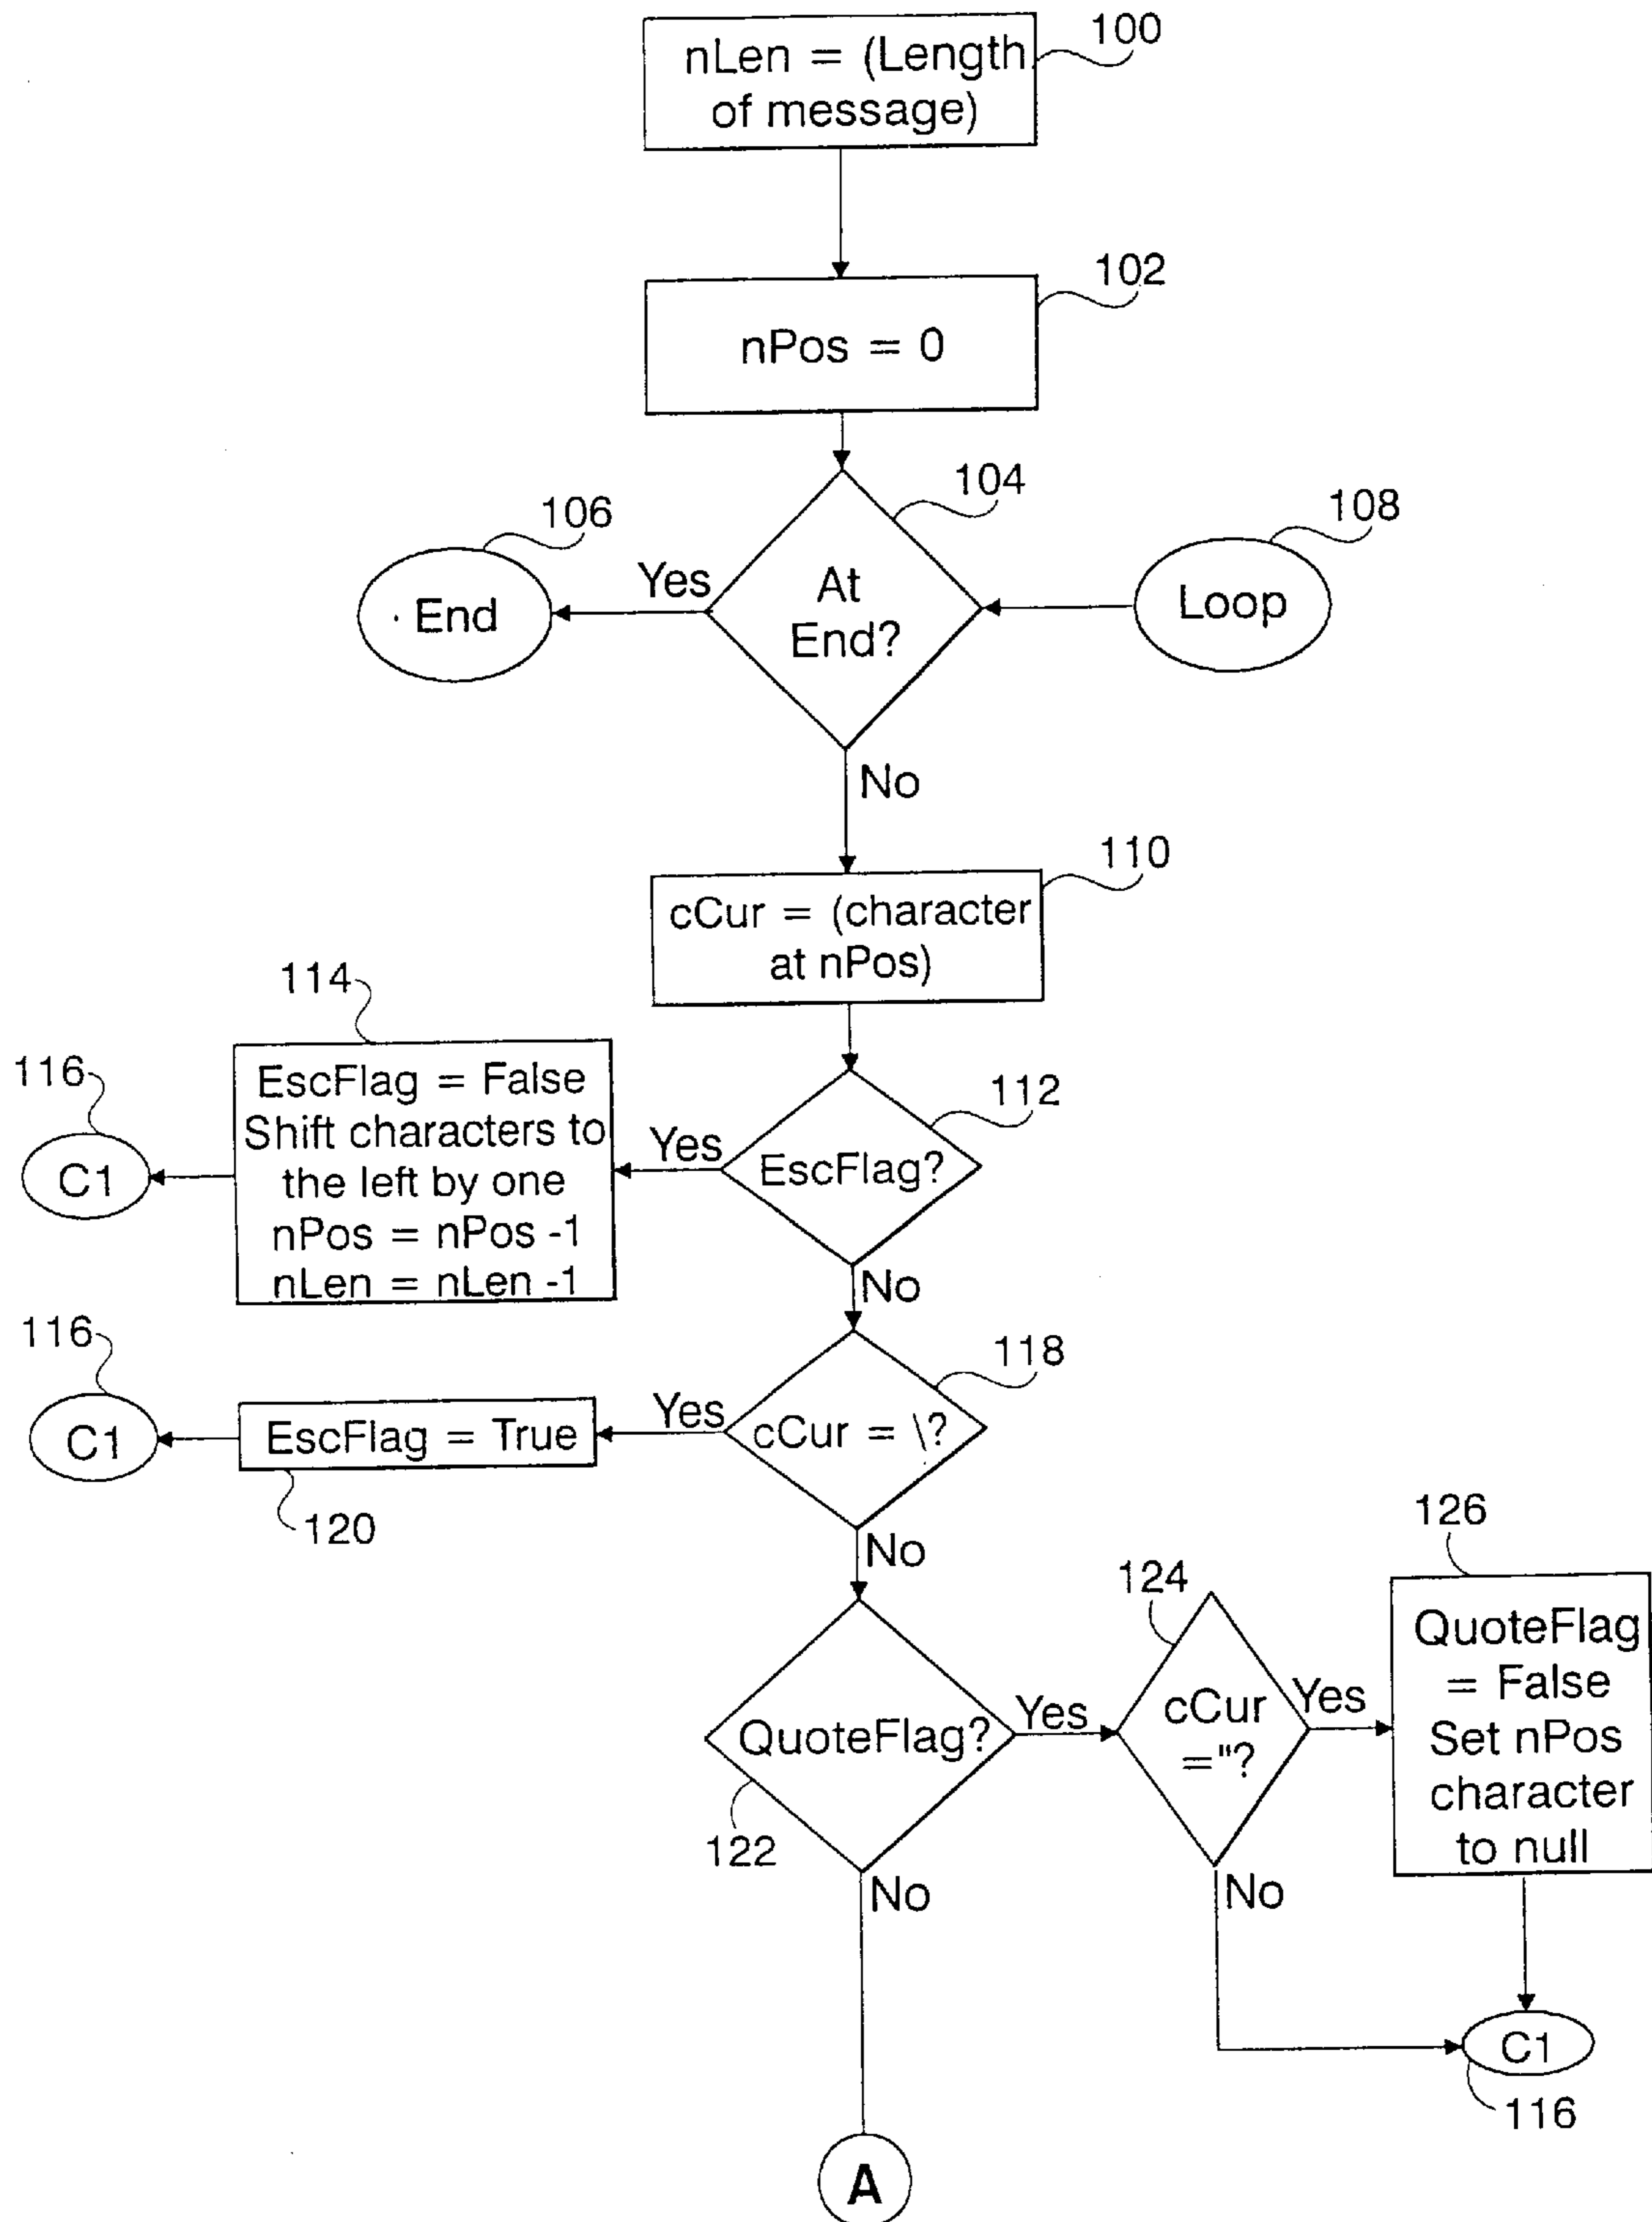 nLen = (Length
of message)
100
nPos = 0
102
104
106
108
At
End?
Yes
End
Loop
No
cCur = (character
at nPos)
110
114
EscFlag = False
Shift characters to
the left by one
nPos = nPos -1
nLen = nLen -1
116
C1
Yes
EscFlag?
112
No
116
C1
EscFlag = True
120
Yes
cCur = \?
118
No
QuoteFlag?
122
Yes
124
cCur
="?
Yes
126
QuoteFlag
= False
Set nPos
character
to null
No
No
C1
116
A